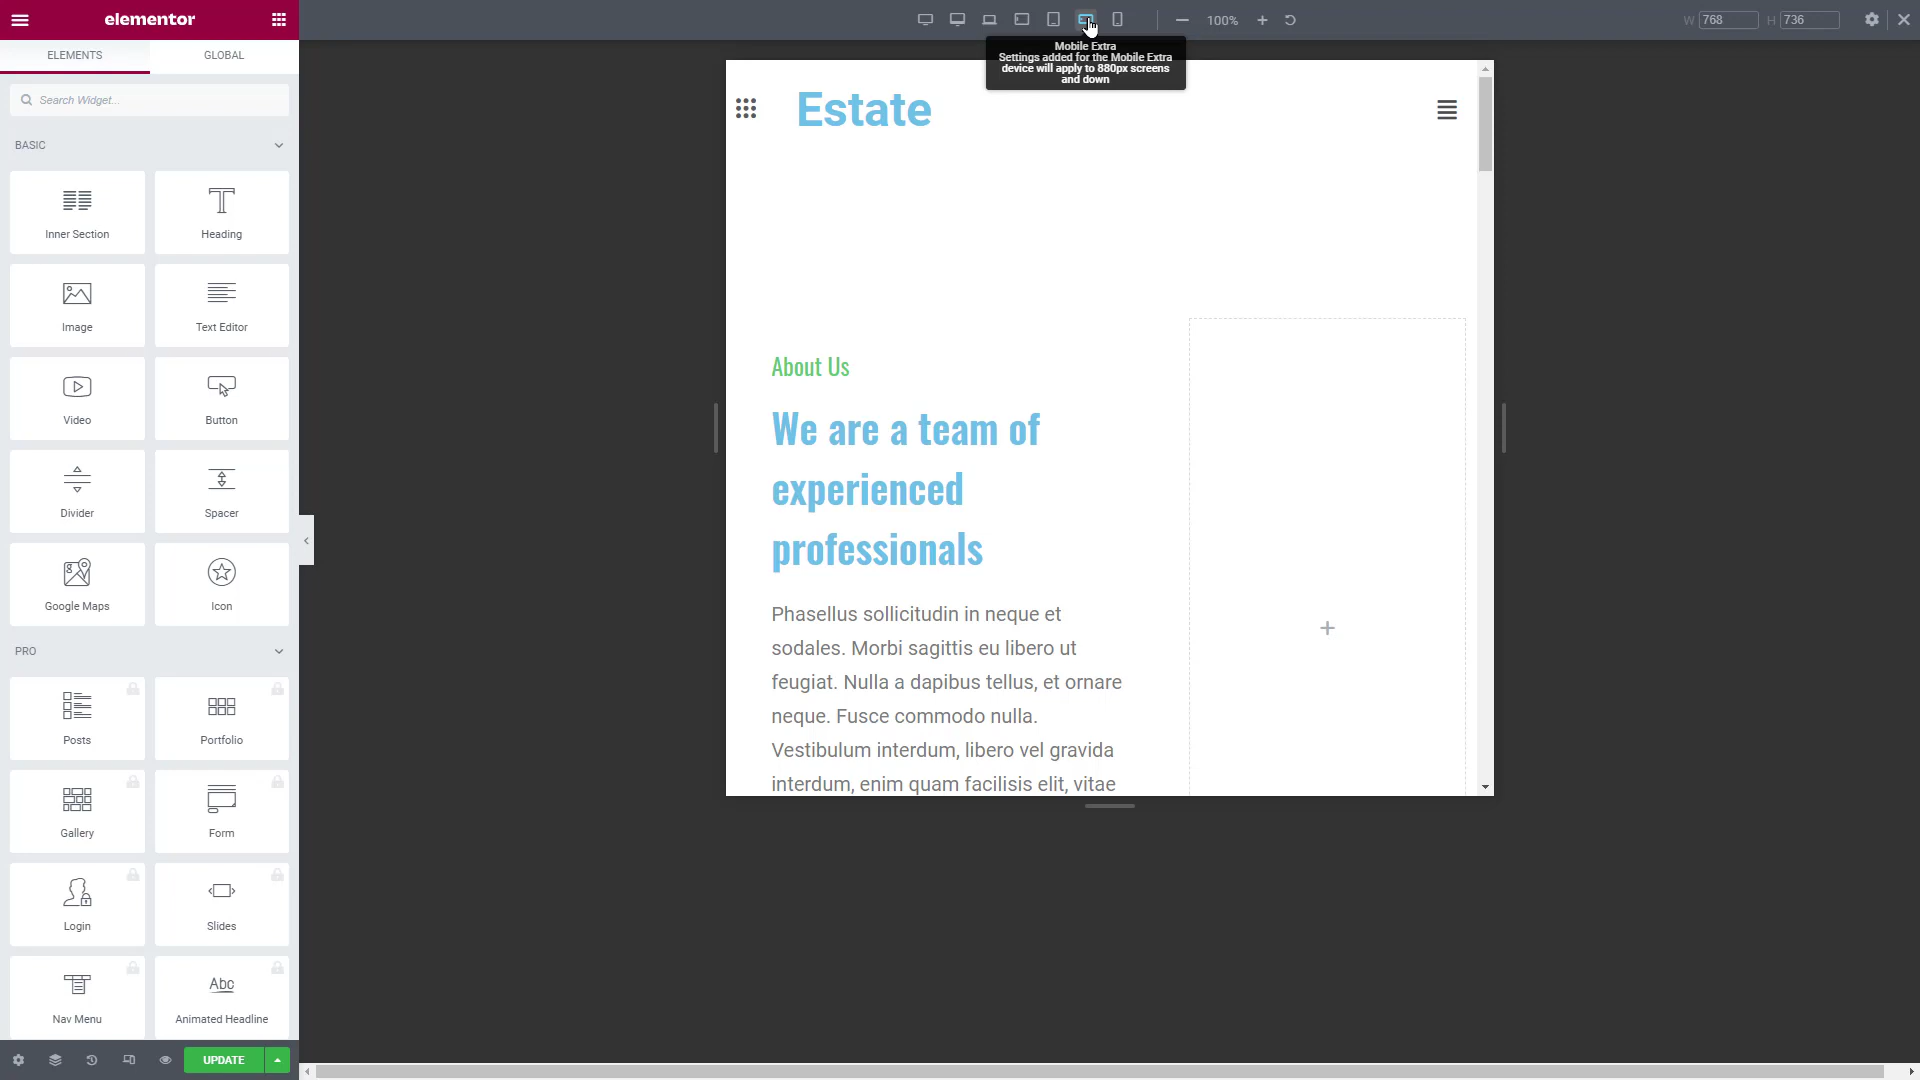 elementor
100%
W 768 H 736
Mobile Extra
Settings added for the Mobile Extra
device will apply to 880px screens
and down
ELEMENTS GLOBAL
Search Widget...
BASIC
Inner Section Heading
Image Text Editor
Video Button
Divider Spacer
Google Maps Icon
PRO
Posts Portfolio
Gallery Form
Login Slides
Abc
Nav Menu Animated Headline
UPDATE
Estate
About Us
We are a team of
experienced
professionals
Phasellus sollicitudin in neque et
sodales. Morbi sagittis eu libero ut
feugiat. Nulla a dapibus tellus, et ornare
neque. Fusce commodo nulla.
Vestibulum interdum, libero vel gravida
interdum, enim quam facilisis elit, vitae